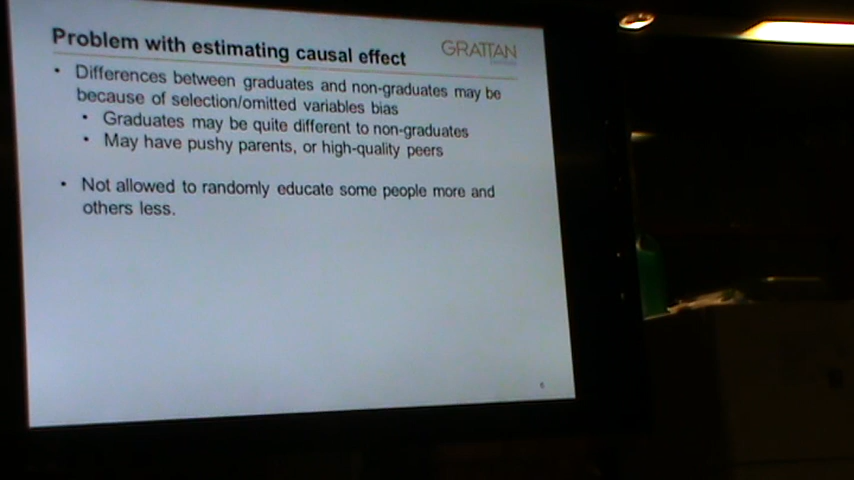 Problem with estimating causal effect
GRATTAN
• Differences between graduates and non-graduates may be
because of selection/omitted variables bias
• Graduates may be quite different to non-graduates
• May have pushy parents, or high-quality peers
• Not allowed to randomly educate some people more and
others less.
6